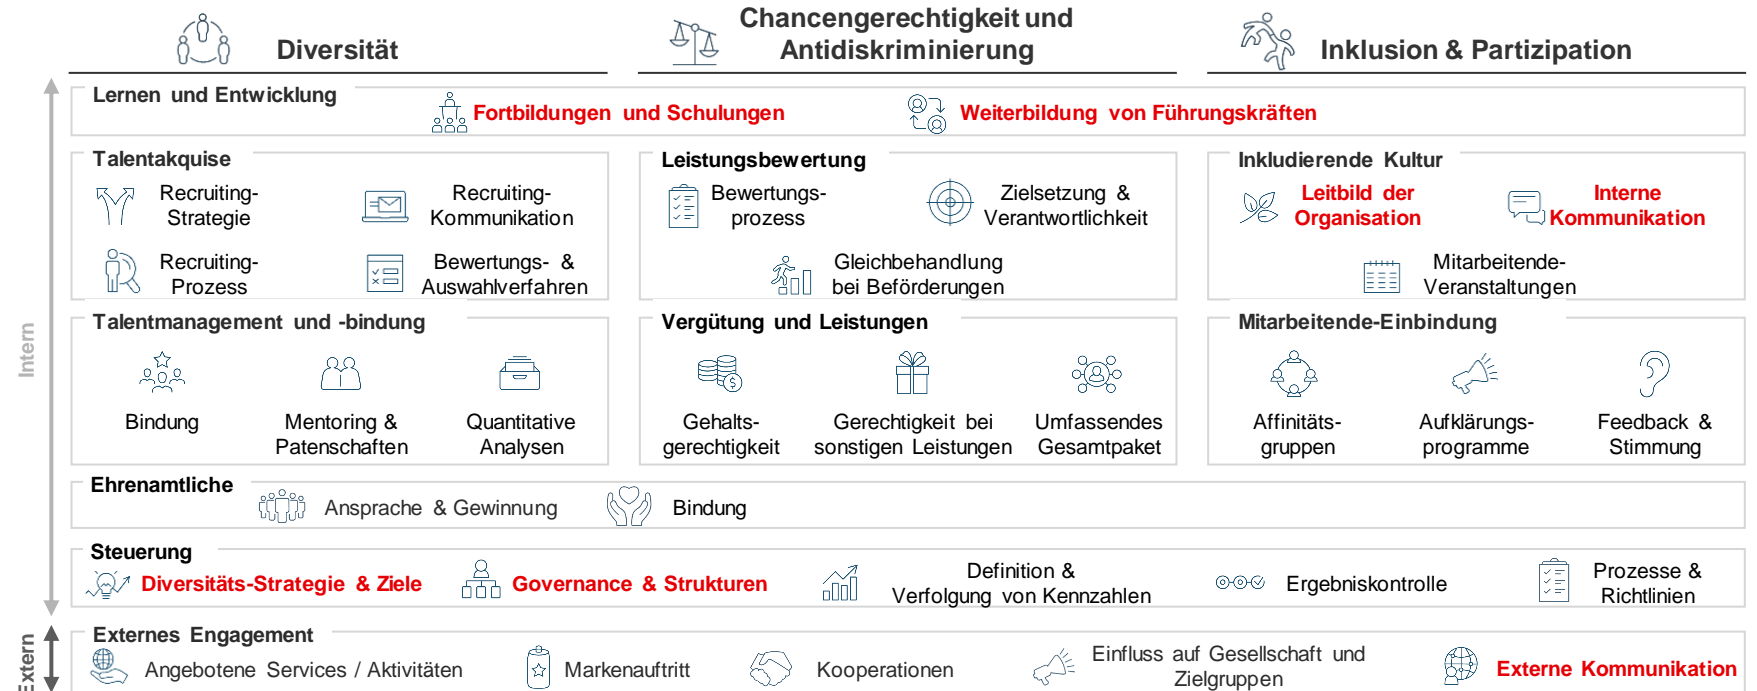 Diversität
Chancengerechtigkeit und
Antidiskriminierung
Inklusion & Partizipation
Intern
Lernen und Entwicklung
Fortbildungen und Schulungen
Weiterbildung von Führungskräften
Talentakquise
Recruiting-
Strategie
Recruiting-
Kommunikation
Recruiting-
Prozess
Bewertungs- &
Auswahlverfahren
Leistungsbewertung
Bewertungs-
prozess
Zielsetzung &
Verantwortlichkeit
Gleichbehandlung
bei Beförderungen
Inkludierende Kultur
Leitbild der
Organisation
Interne
Kommunikation
Mitarbeitende-
Veranstaltungen
Talentmanagement und -bindung
Bindung
Mentoring &
Patenschaften
Quantitative
Analysen
Vergütung und Leistungen
Gehalts-
gerechtigkeit
Gerechtigkeit bei
sonstigen Leistungen
Umfassendes
Gesamtpaket
Mitarbeitende-Einbindung
Affinitäts-
gruppen
Aufklärungs-
programme
Feedback &
Stimmung
Ehrenamtliche
Ansprache & Gewinnung
Bindung
Steuerung
Diversitäts-Strategie & Ziele
Governance & Strukturen
Definition &
Verfolgung von Kennzahlen
Ergebniskontrolle
Prozesse &
Richtlinien
Extern
Externes Engagement
Angebotene Services / Aktivitäten
Markenauftritt
Kooperationen
Einfluss auf Gesellschaft und
Zielgruppen
Externe Kommunikation